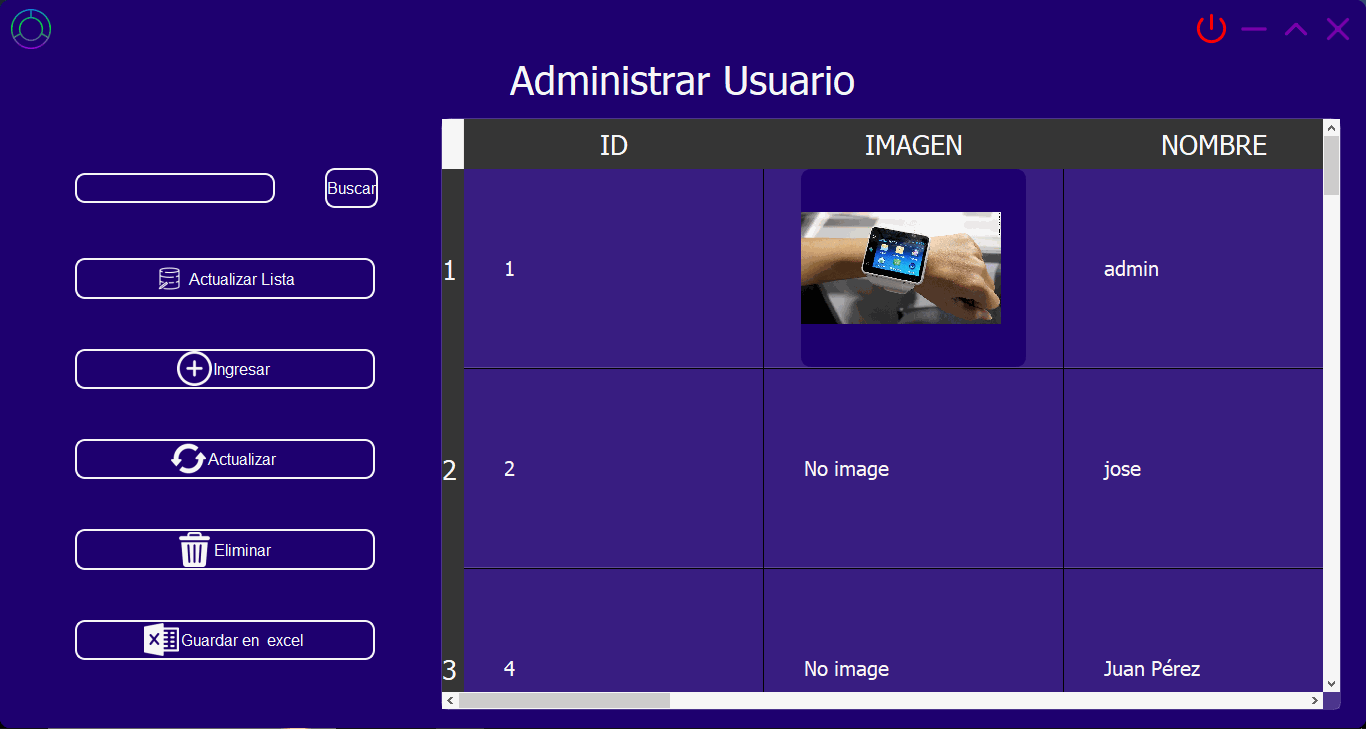 Administrar Usuario
Buscar
Actualizar Lista
Ingresar
Actualizar
Eliminar
Guardar en excel
ID IMAGEN NOMBRE
1 1 admin
2 2 No image jose
3 4 No image Juan Pérez